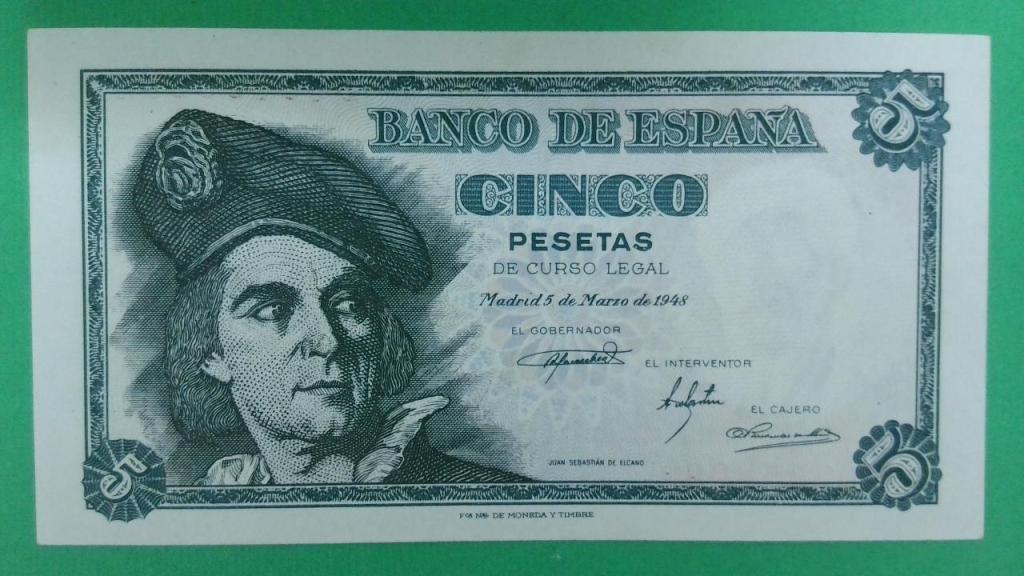 BANCO DE ESPAÑA
5
CINCO
PESETAS
DE CURSO LEGAL
Madrid 5 de Marzo de 1948
EL GOBERNADOR
EL INTERVENTOR
EL CAJERO
JUAN SEBASTIÁN DE ELCANO
5
5
Fca Nal DE MONEDA Y TIMBRE